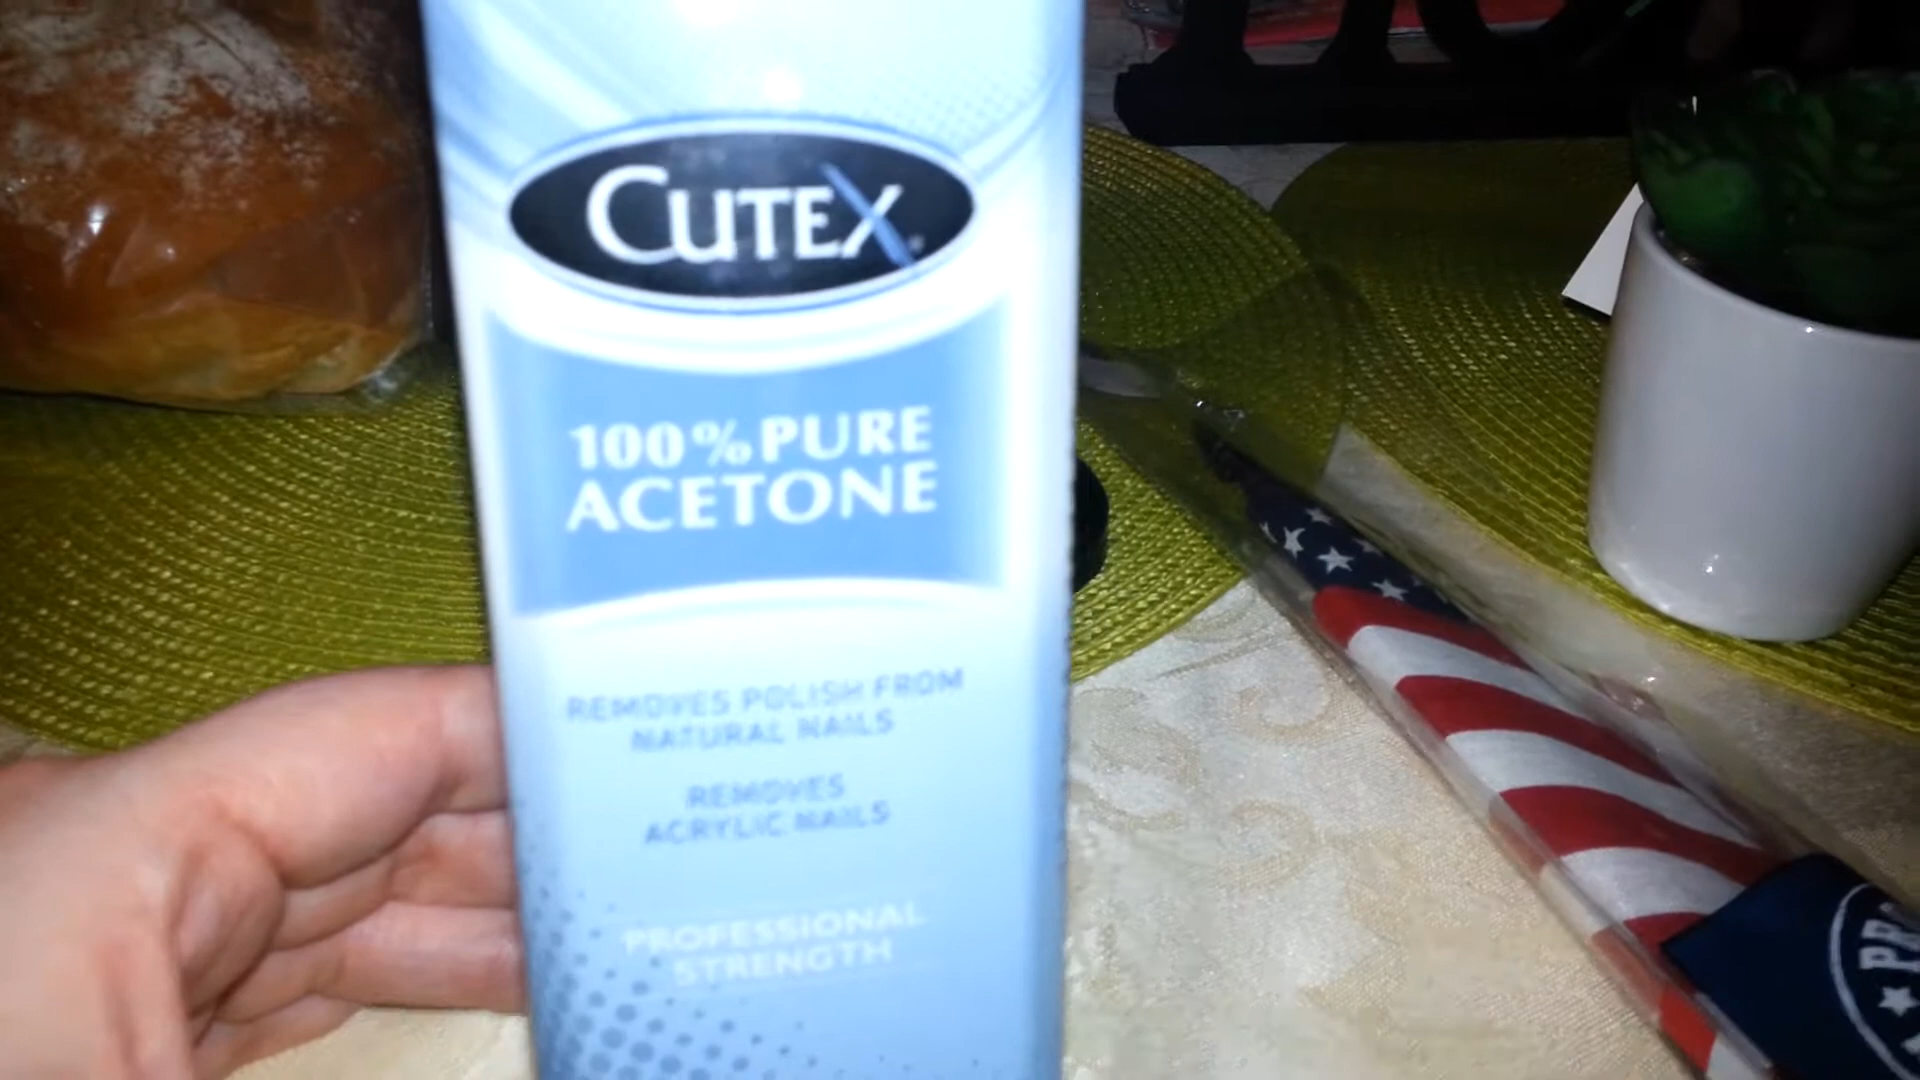 CUTEX
100% PURE
ACETONE
REMOVES POLISH FROM
NATURAL NAILS
REMOVES
ACRYLIC NAILS
PROFESSIONAL
STRENGTH